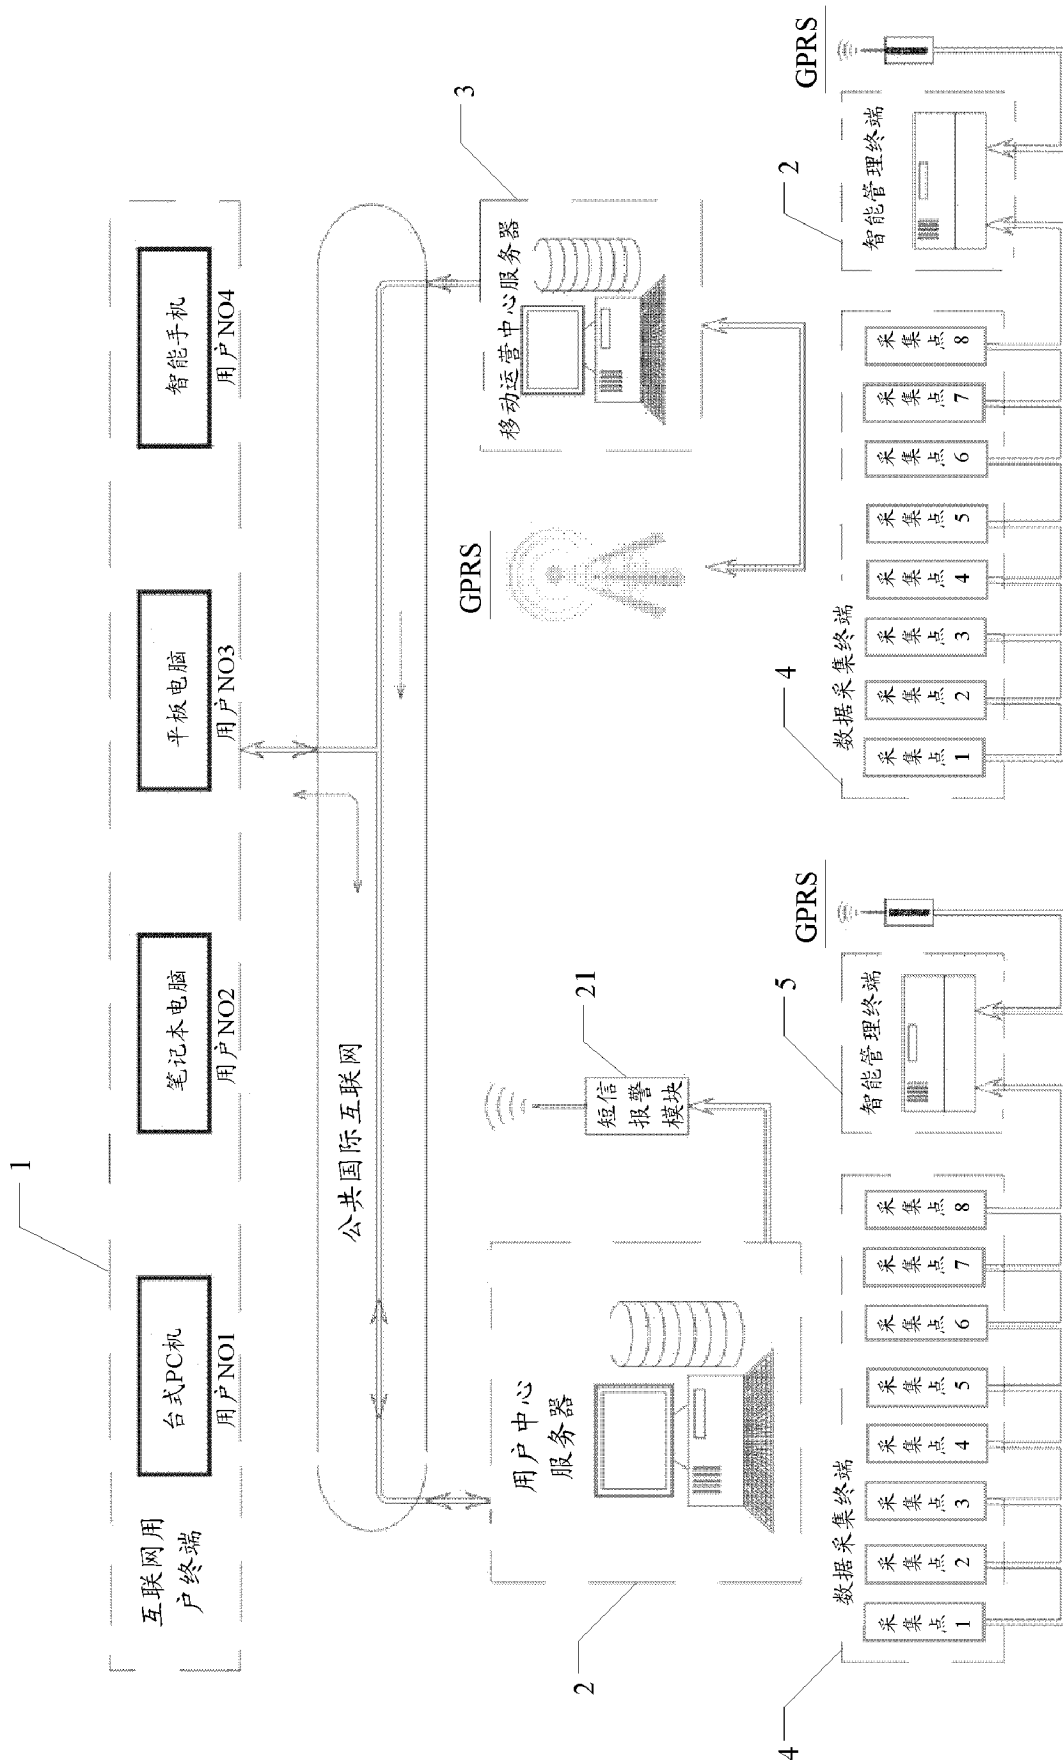 1
互联网用
户终端
台式PC机
用户NO1
笔记本电脑
用户NO2
平板电脑
用户NO3
智能手机
用户NO4
公共国际互联网
2
用户中心
服务器
短信
报警
模块
21
GPRS
移动运营中心服务器
3
4
数据采集终端
采集点1
采集点2
采集点3
采集点4
采集点5
采集点6
采集点7
采集点8
5
智能管理终端
GPRS
4
数据采集终端
采集点1
采集点2
采集点3
采集点4
采集点5
采集点6
采集点7
采集点8
2
智能管理终端
GPRS